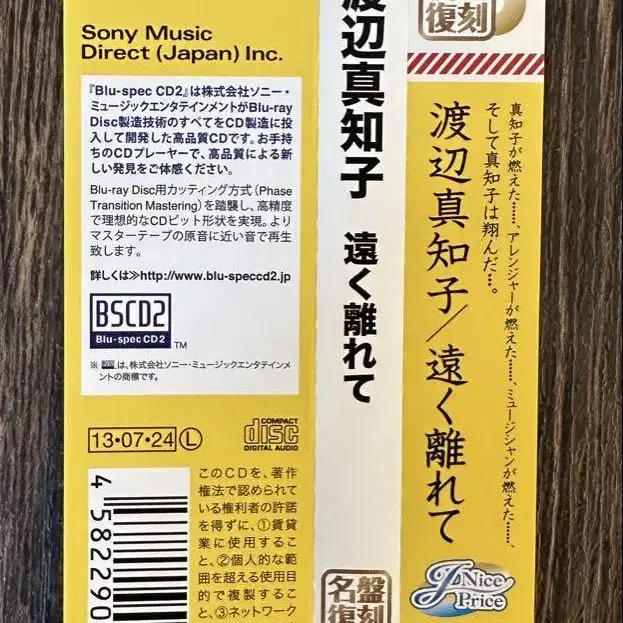 Sony Music
Direct (Japan) Inc.
『Blu-spec CD2』は株式会社ソニー・
ミュージックエンタテインメントがBlu-ray
Disc製造技術のすべてをCD製造に投
入して開発した高品質CDです。お手持
ちのCDプレーヤーで、高品質による新
しい発見をご体感ください。
Blu-ray Disc用カッティング方式（Phase
Transition Mastering）を踏襲し、高精度
で理想的なCDピット形状を実現。より
マスターテープの原音に近い音で再生
致します。
詳しくは≫http://www.blu-speccd2.jp
BSCD2
Blu-spec CD2
TM
※ は、株式会社ソニー・ミュージックエンタテインメ
ントの商標です。
13•07•24 L
COMPACT
disc
DIGITAL AUDIO
4 582290
このCDを、著作
権法で認められて
いる権利者の許諾
を得ずに、①賃貸
業に使用するこ
と、②個人的な範
囲を超える使用目
的で複製するこ
と、③ネットワーク
渡辺真知子 遠く離れて
名盤
復刻
復刻
真知子が燃えた……、アレンジャーが燃えた……、ミュージシャンが燃えた……、
そして真知子は翔んだ…。
渡辺真知子／遠く離れて
J Nice
Price